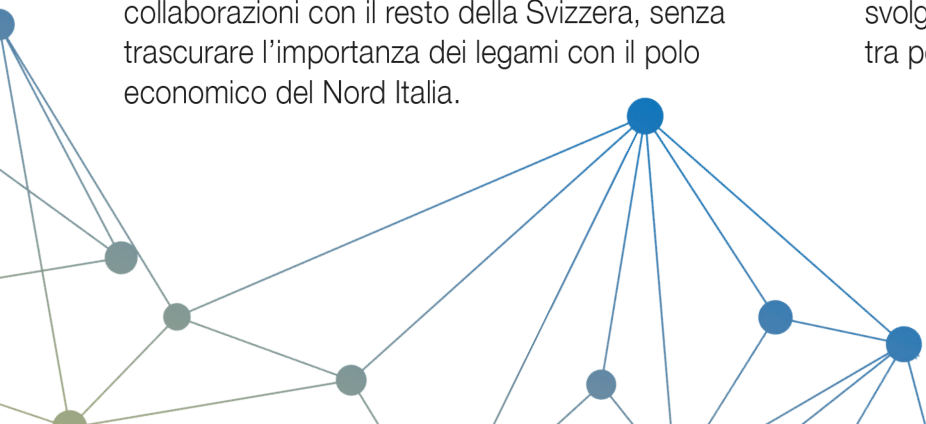 collaborazioni con il resto della Svizzera, senza
trascurare l’importanza dei legami con il polo
economico del Nord Italia.